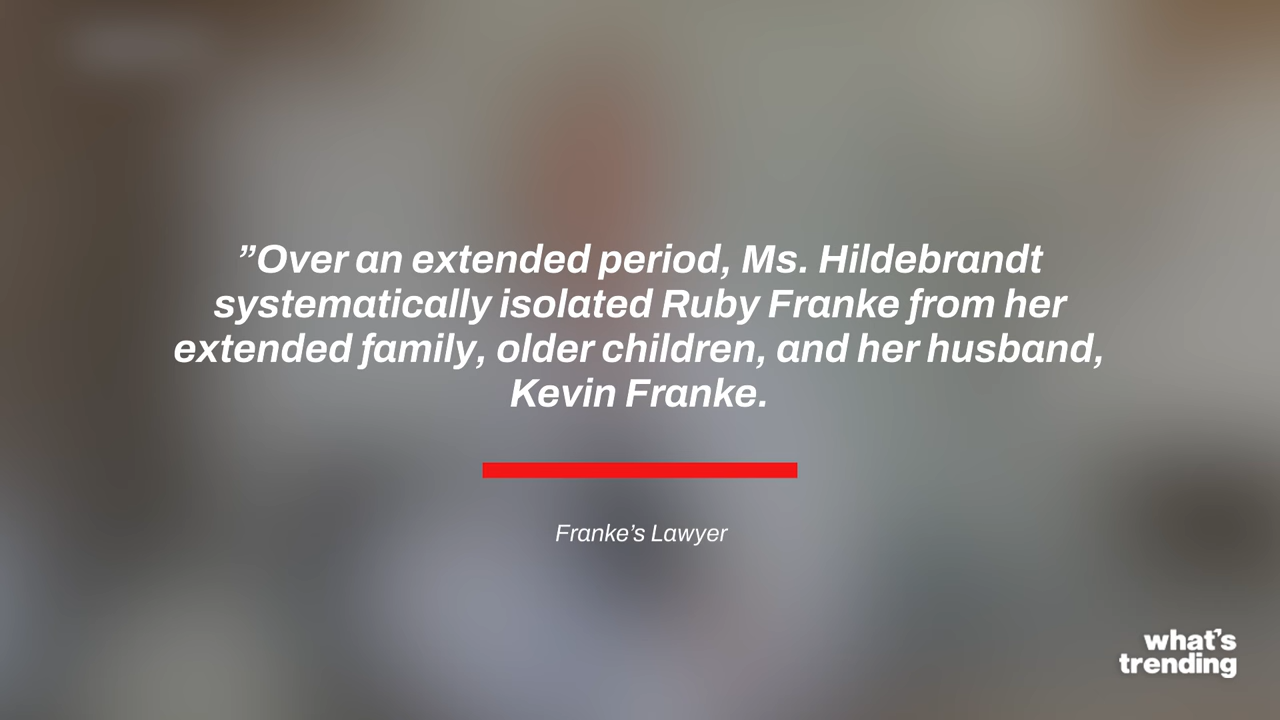 ”Over an extended period, Ms. Hildebrandt
systematically isolated Ruby Franke from her
extended family, older children, and her husband,
Kevin Franke.
Franke’s Lawyer
what’s
trending